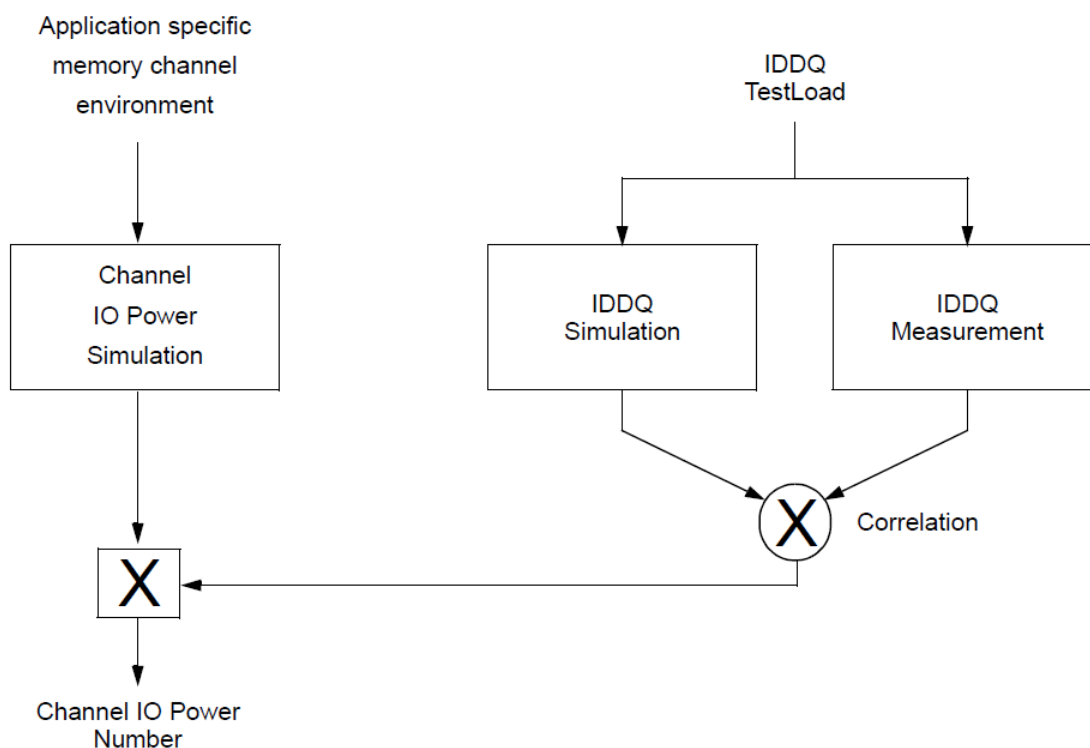 Application specific
memory channel
environment
IDDQ
TestLoad
Channel
IO Power
Simulation
IDDQ
Simulation
IDDQ
Measurement
X
Correlation
X
Channel IO Power
Number